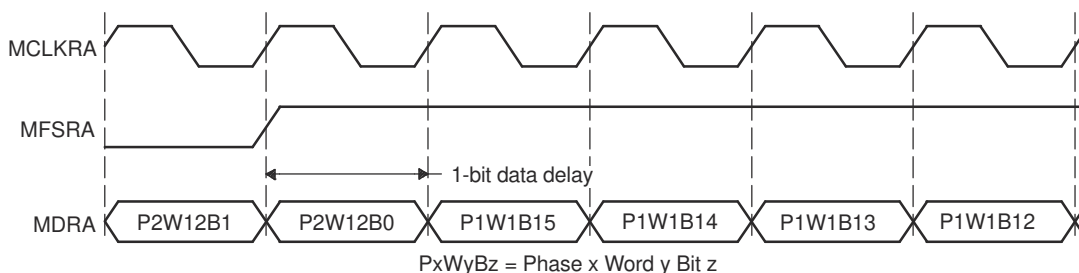 MCLKRA
MFSRA
1-bit data delay
MDRA P2W12B1 P2W12B0 P1W1B15 P1W1B14 P1W1B13 P1W1B12
PxWyBz = Phase x Word y Bit z